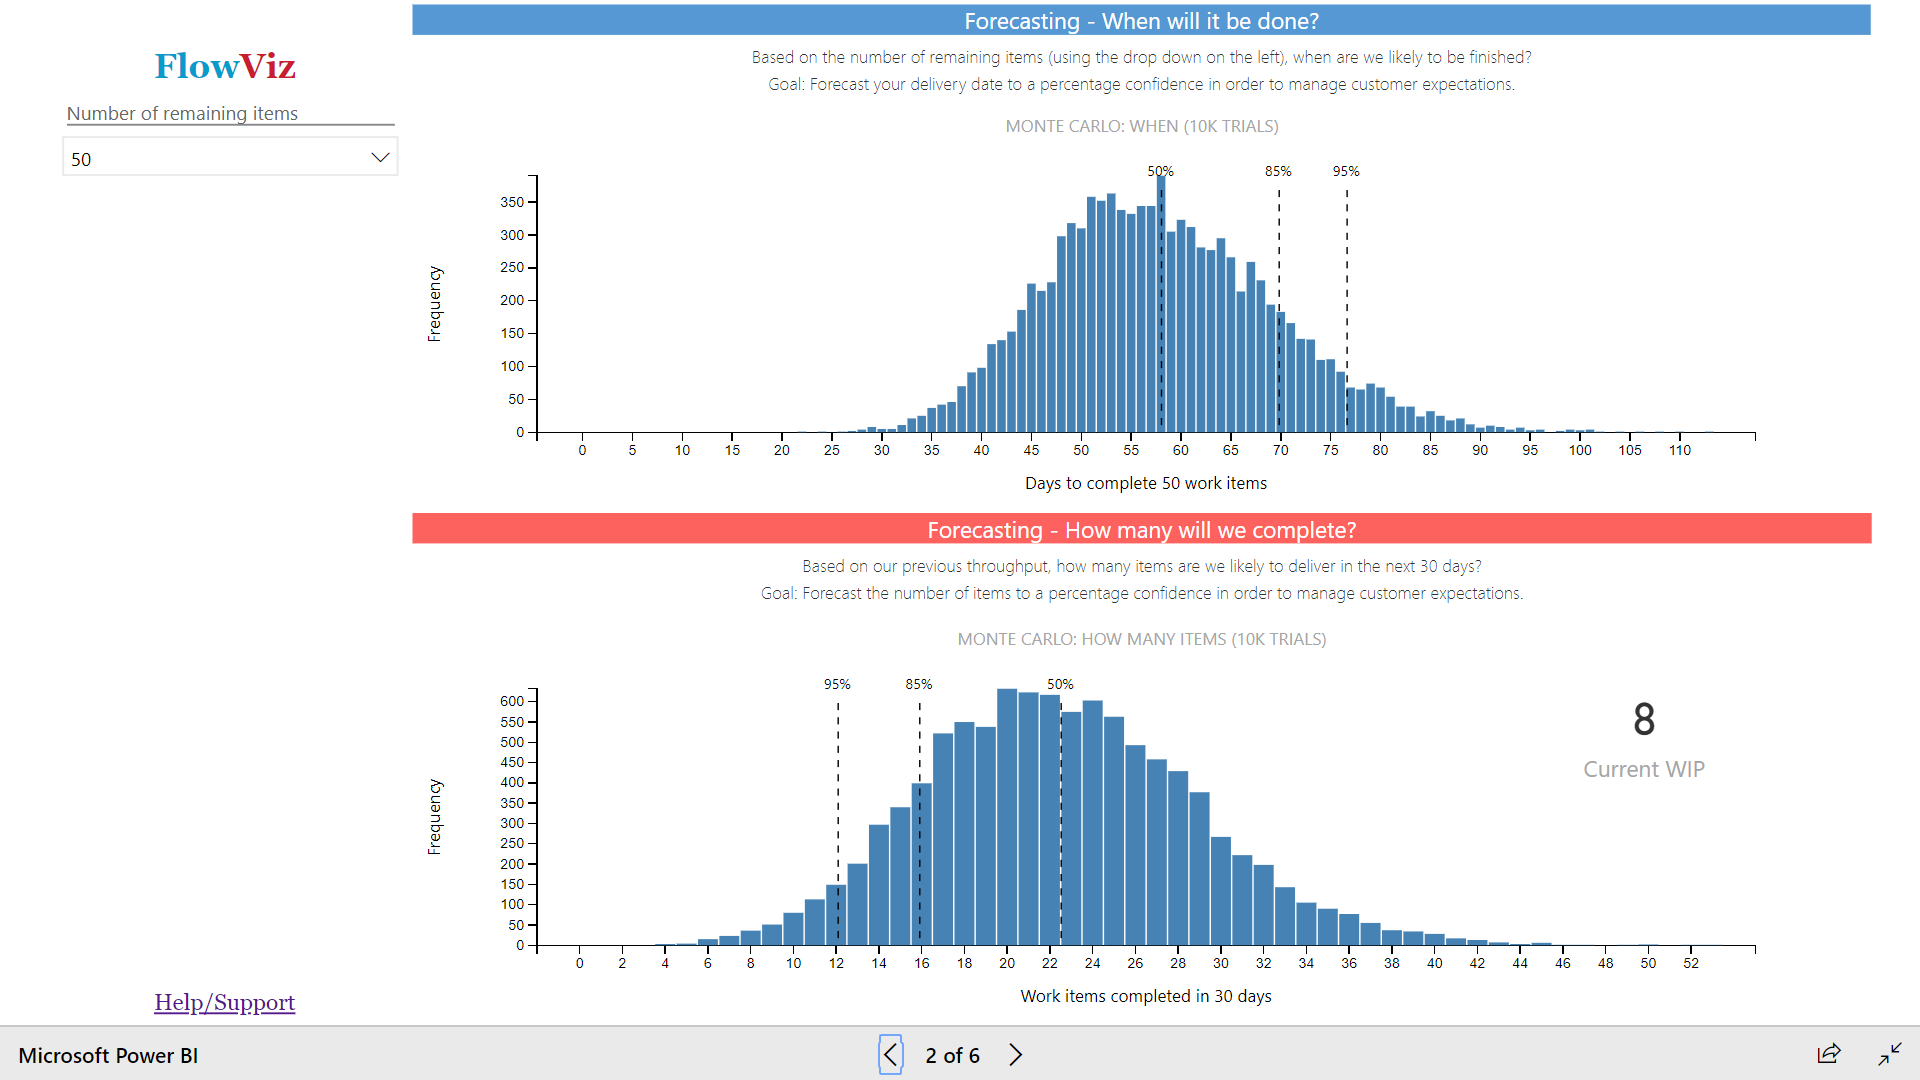 FlowViz
Number of remaining items
50
Forecasting - When will it be done?
Based on the number of remaining items (using the drop down on the left), when are we likely to be finished?
Goal: Forecast your delivery date to a percentage confidence in order to manage customer expectations.
MONTE CARLO: WHEN (10K TRIALS)
50% 85% 95%
Frequency
350
300
250
200
150
100
50
0
0 5 10 15 20 25 30 35 40 45 50 55 60 65 70 75 80 85 90 95 100 105 110
Days to complete 50 work items
Forecasting - How many will we complete?
Based on our previous throughput, how many items are we likely to deliver in the next 30 days?
Goal: Forecast the number of items to a percentage confidence in order to manage customer expectations.
MONTE CARLO: HOW MANY ITEMS (10K TRIALS)
95% 85% 50%
Frequency
600
550
500
450
400
350
300
250
200
150
100
50
0
0 2 4 6 8 10 12 14 16 18 20 22 24 26 28 30 32 34 36 38 40 42 44 46 48 50 52
Work items completed in 30 days
8
Current WIP
Help/Support
Microsoft Power BI
2 of 6